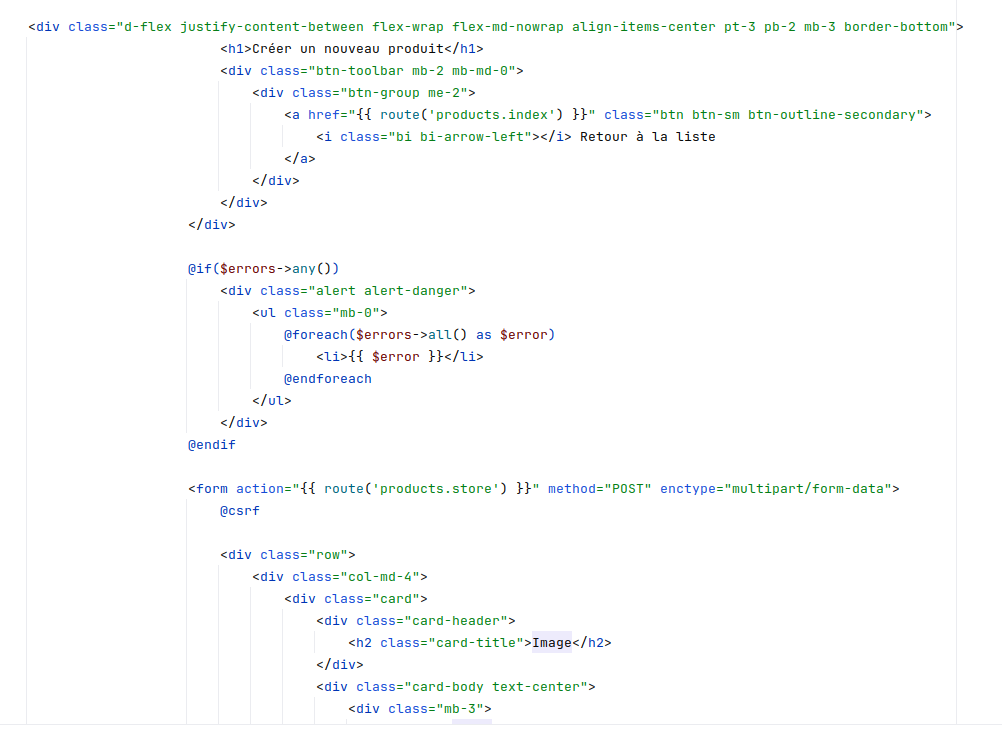 <div class="d-flex justify-content-between flex-wrap flex-md-nowrap align-items-center pt-3 pb-2 mb-3 border-bottom">
<h1>Créer un nouveau produit</h1>
<div class="btn-toolbar mb-2 mb-md-0">
<div class="btn-group me-2">
<a href="{{ route('products.index') }}" class="btn btn-sm btn-outline-secondary">
<i class="bi bi-arrow-left"></i> Retour à la liste
</a>
</div>
</div>
</div>
@if($errors->any())
<div class="alert alert-danger">
<ul class="mb-0">
@foreach($errors->all() as $error)
<li>{{ $error }}</li>
@endforeach
</ul>
</div>
@endif
<form action="{{ route('products.store') }}" method="POST" enctype="multipart/form-data">
@csrf
<div class="row">
<div class="col-md-4">
<div class="card">
<div class="card-header">
<h2 class="card-title">Image</h2>
</div>
<div class="card-body text-center">
<div class="mb-3">